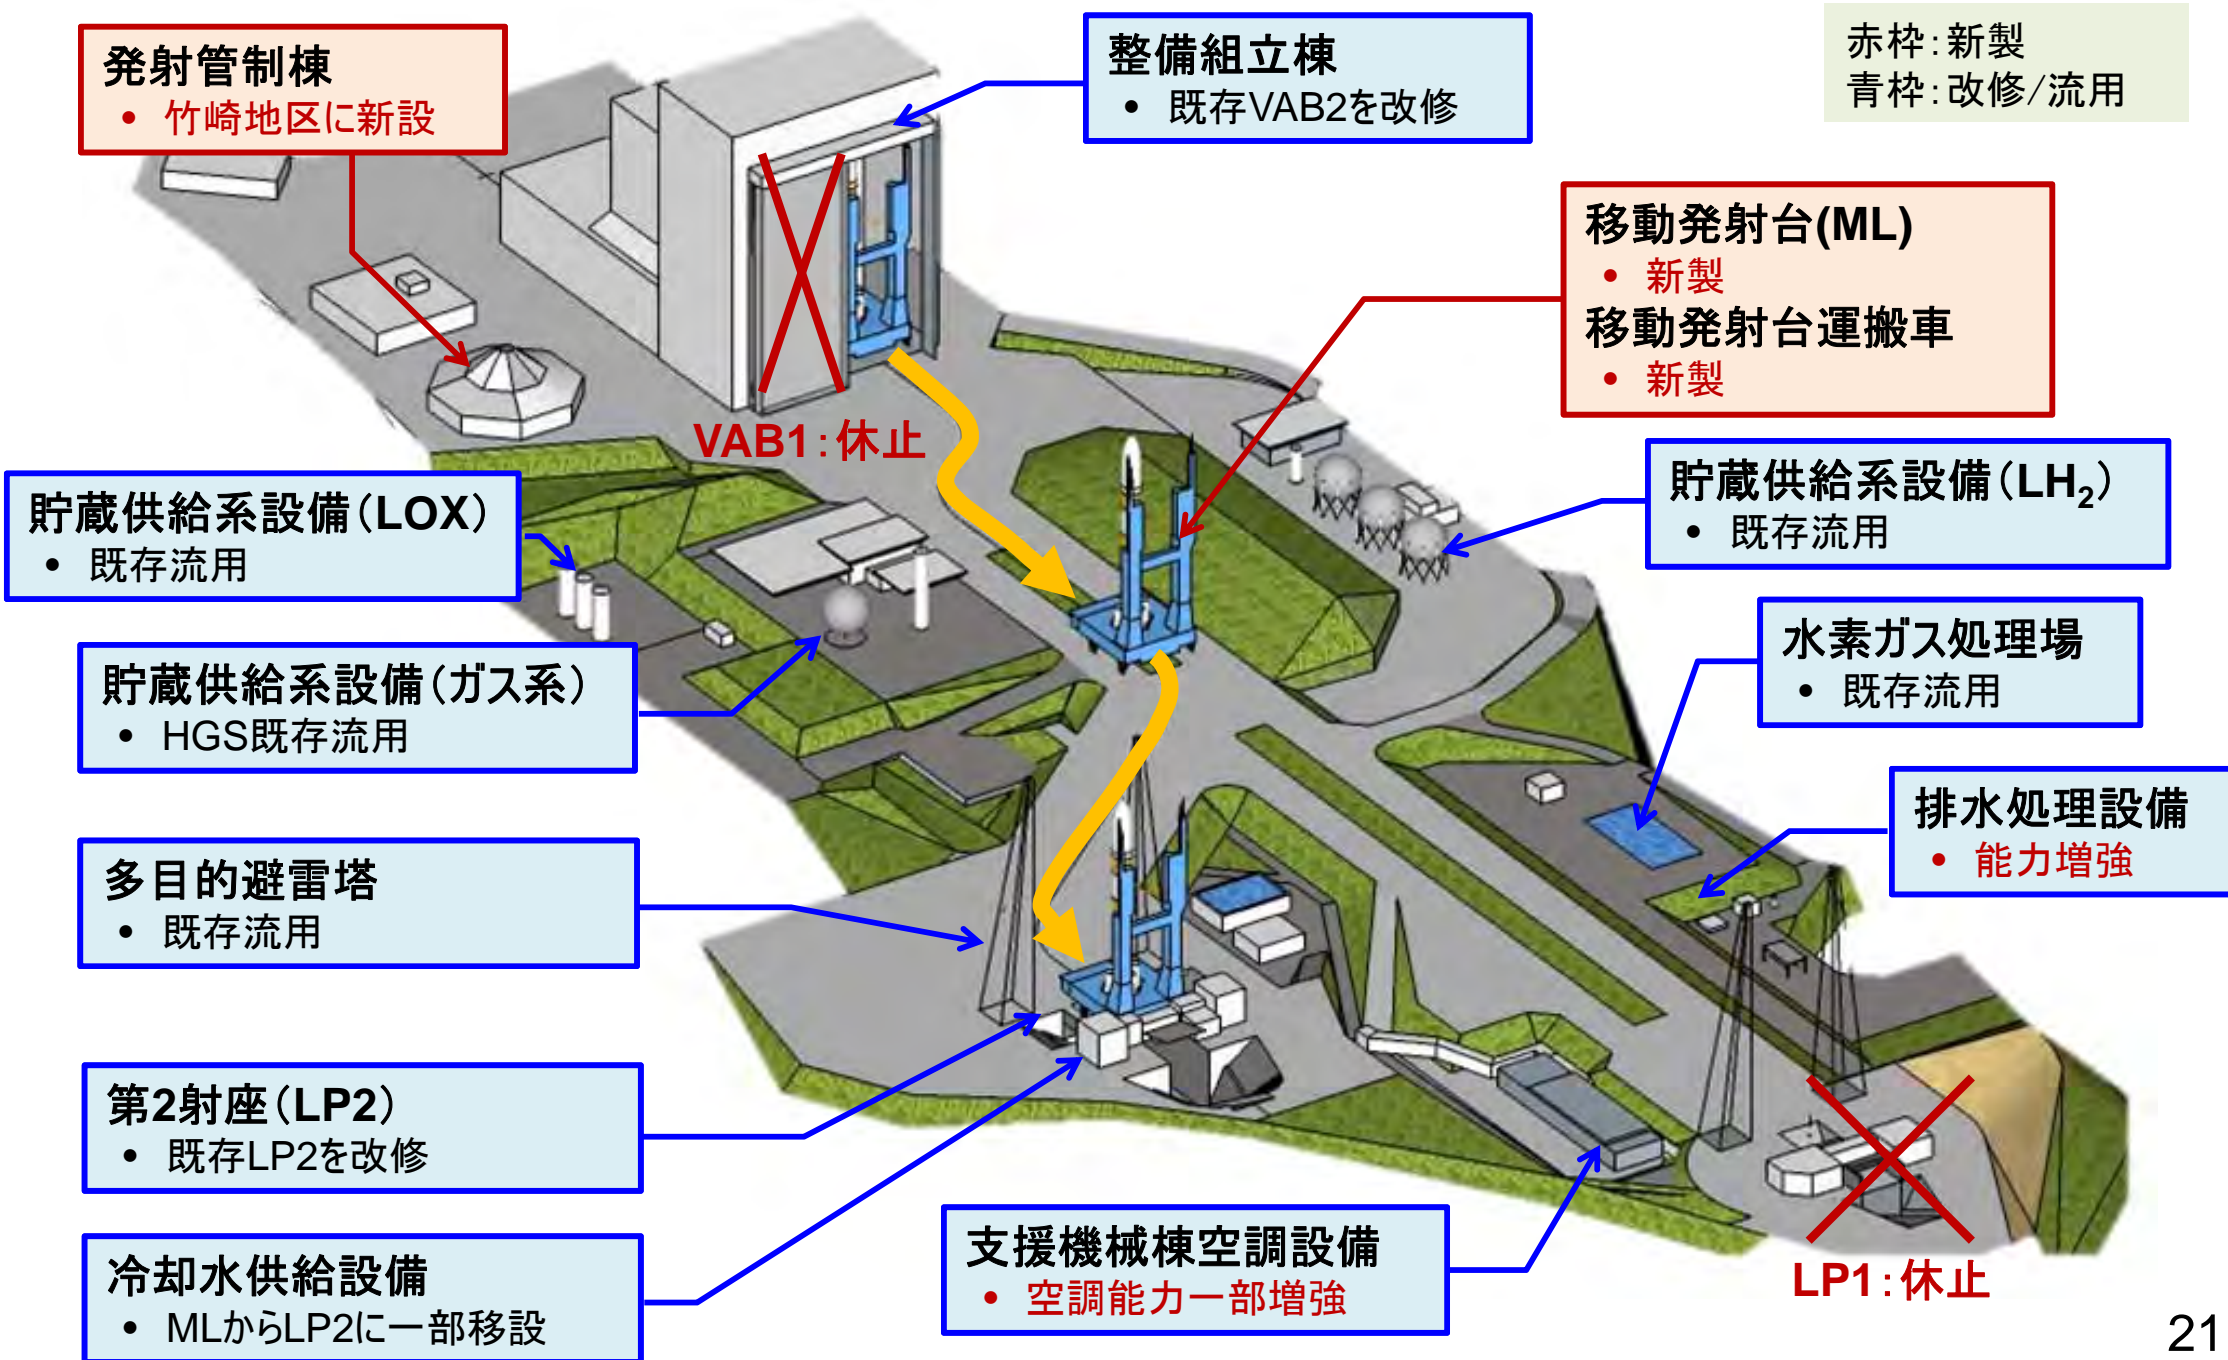 発射管制棟
• 竹崎地区に新設
整備組立棟
• 既存VAB2を改修
赤枠：新製
青枠：改修/流用
移動発射台(ML)
• 新製
移動発射台運搬車
• 新製
VAB1：休止
貯蔵供給系設備（LOX）
• 既存流用
貯蔵供給系設備（LH₂）
• 既存流用
貯蔵供給系設備（ガス系）
• HGS既存流用
水素ガス処理場
• 既存流用
排水処理設備
• 能力増強
多目的避雷塔
• 既存流用
第2射座（LP2）
• 既存LP2を改修
冷却水供給設備
• MLからLP2に一部移設
支援機械棟空調設備
• 空調能力一部増強
LP1：休止
21